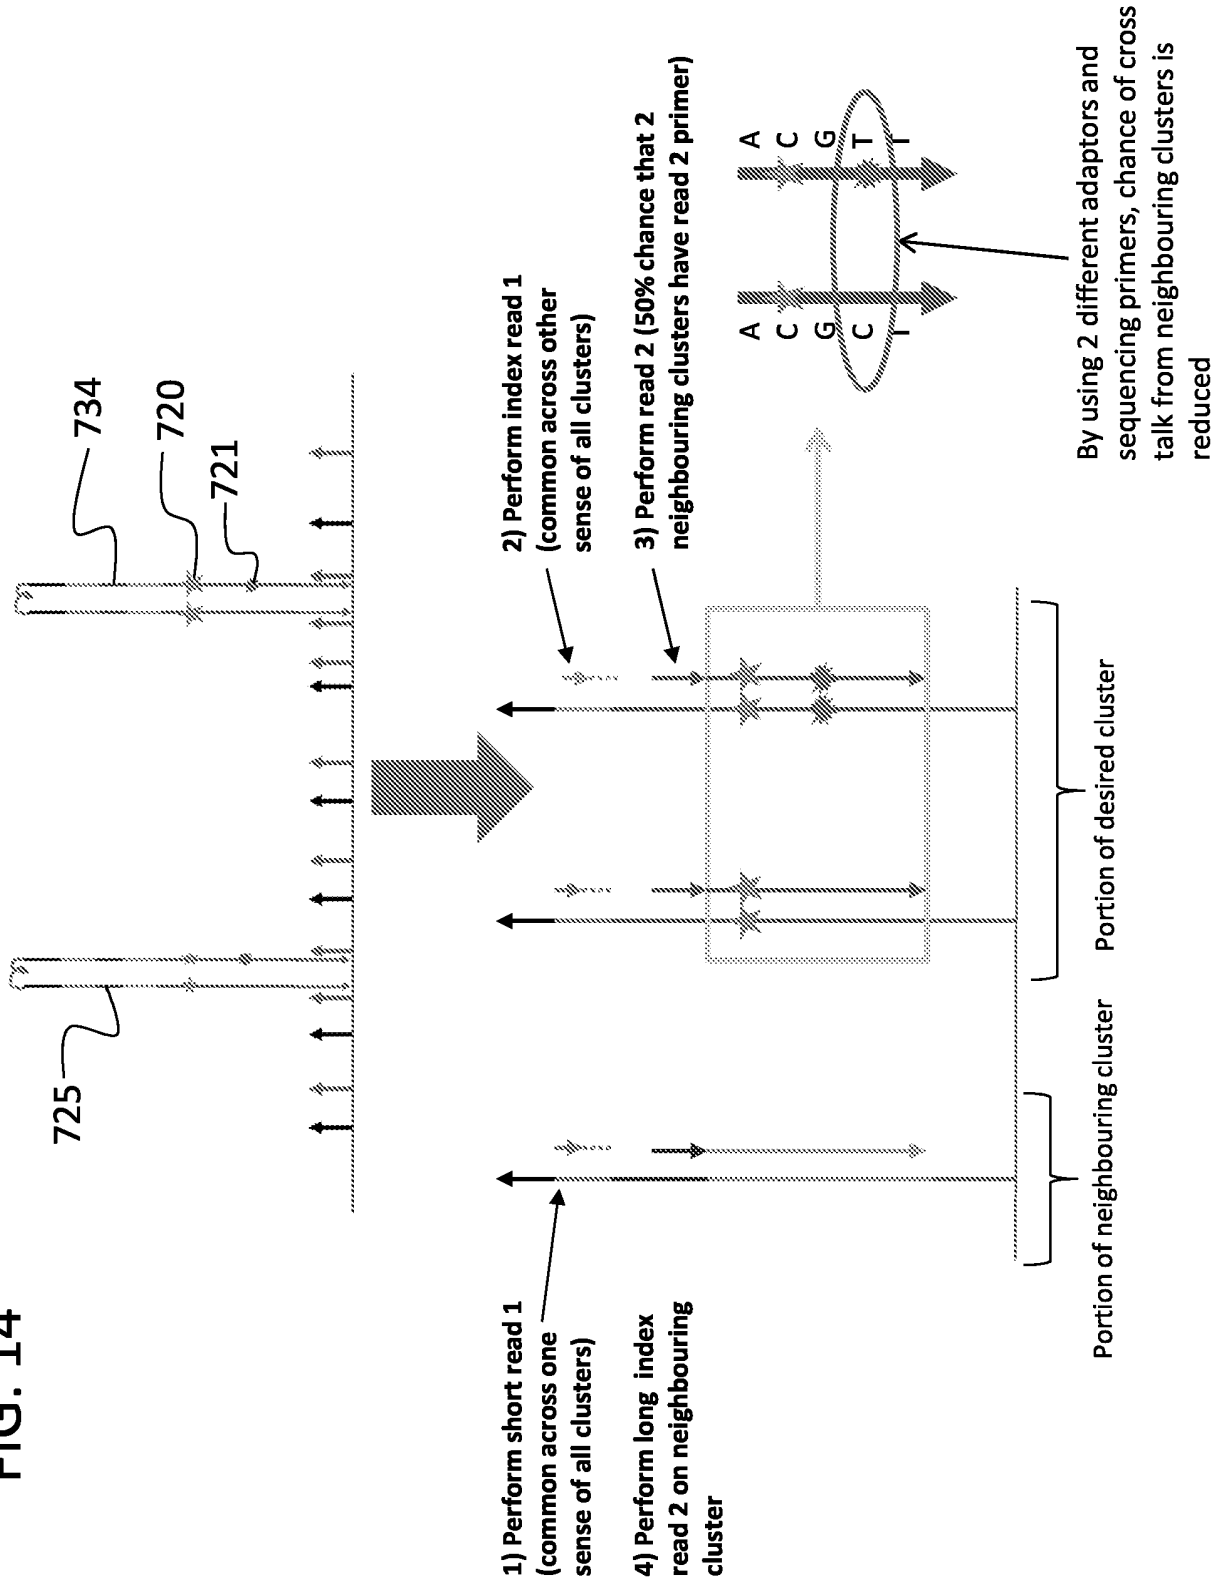 FIG. 14
725
734
720
721
1) Perform short read 1
(common across one
sense of all clusters)
2) Perform index read 1
(common across other
sense of all clusters)
3) Perform read 2 (50% chance that 2
neighbouring clusters have read 2 primer)
4) Perform long index
read 2 on neighbouring
cluster
A
C
G
C
T
A
C
G
T
T
By using 2 different adaptors and
sequencing primers, chance of cross
talk from neighbouring clusters is
reduced
Portion of neighbouring cluster
Portion of desired cluster